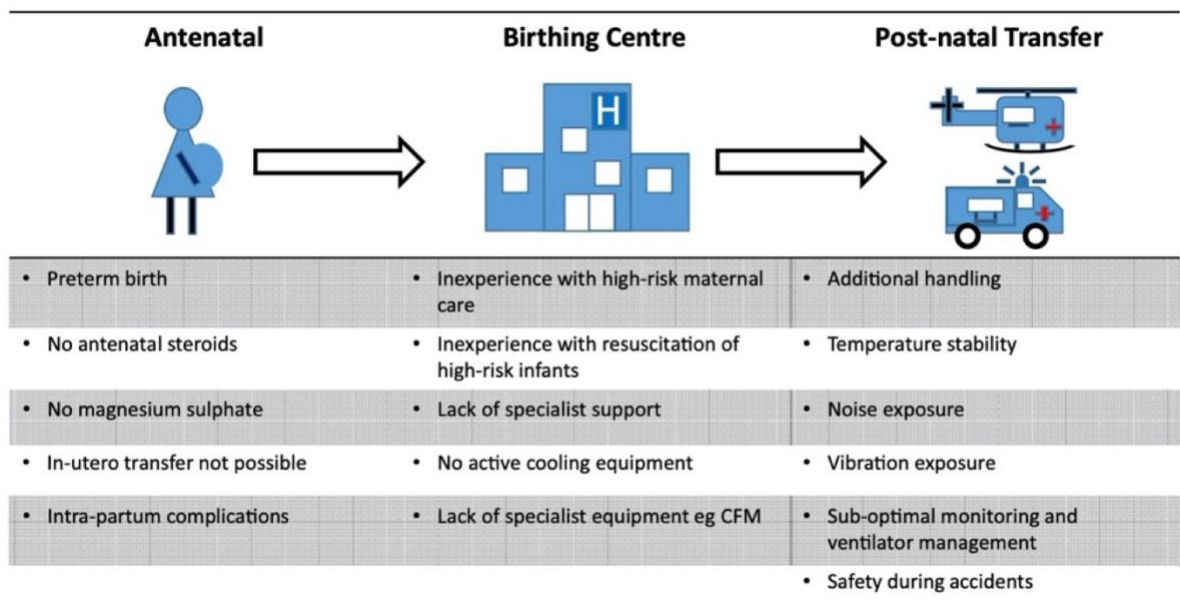 Antenatal
Birthing Centre
Post-natal Transfer
H
• Preterm birth
• Inexperience with high-risk maternal
care
• Additional handling
• No antenatal steroids
• Inexperience with resuscitation of
high-risk infants
• Temperature stability
• No magnesium sulphate
• Lack of specialist support
• Noise exposure
• In-utero transfer not possible
• No active cooling equipment
• Vibration exposure
• Intra-partum complications
• Lack of specialist equipment eg CFM
• Sub-optimal monitoring and
ventilator management
• Safety during accidents